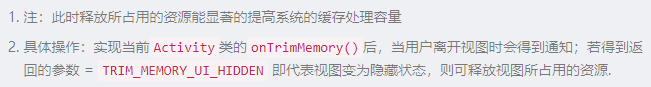 1. 注：此时释放所占用的资源能显著的提高系统的缓存处理容量
2. 具体操作：实现当前 Activity 类的 onTrimMemory() 后，当用户离开视图时会得到通知；若得到返
回的参数 = TRIM_MEMORY_UI_HIDDEN 即代表视图变为隐藏状态，则可释放视图所占用的资源.